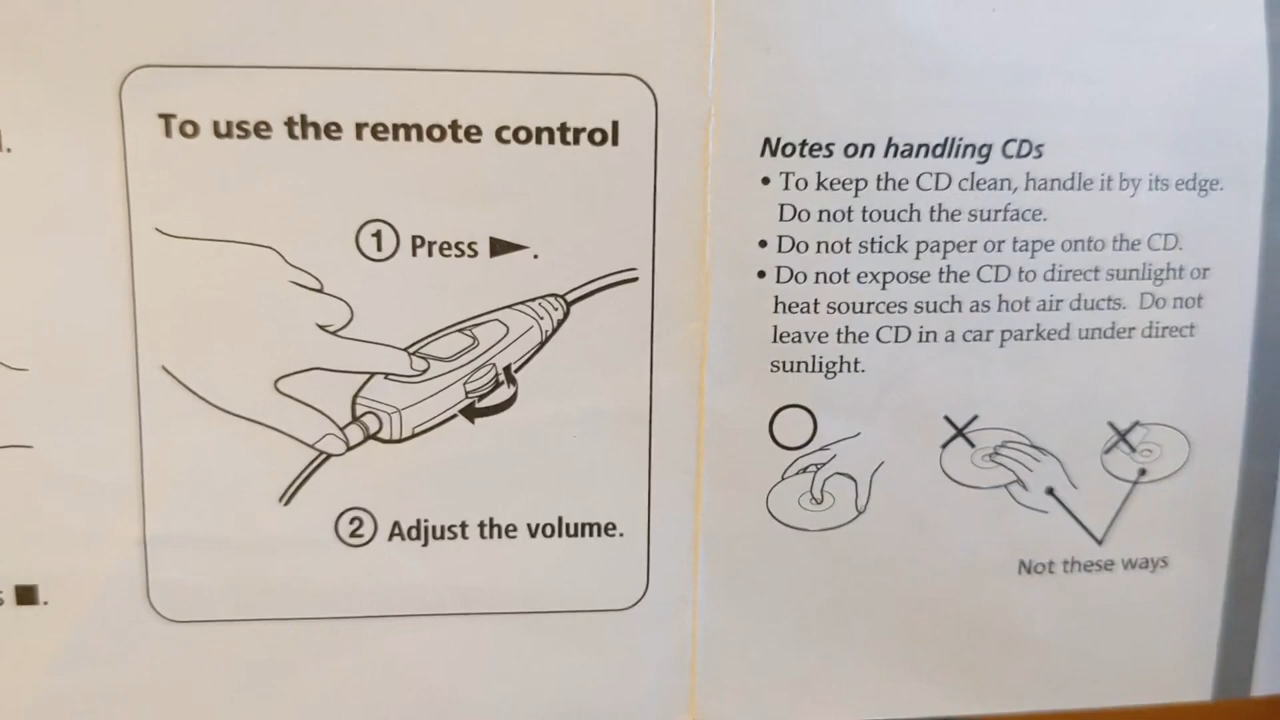 To use the remote control
① Press ►.
② Adjust the volume.
■.
Notes on handling CDs
• To keep the CD clean, handle it by its edge.
Do not touch the surface.
• Do not stick paper or tape onto the CD.
• Do not expose the CD to direct sunlight or
heat sources such as hot air ducts. Do not
leave the CD in a car parked under direct
sunlight.
Not these ways